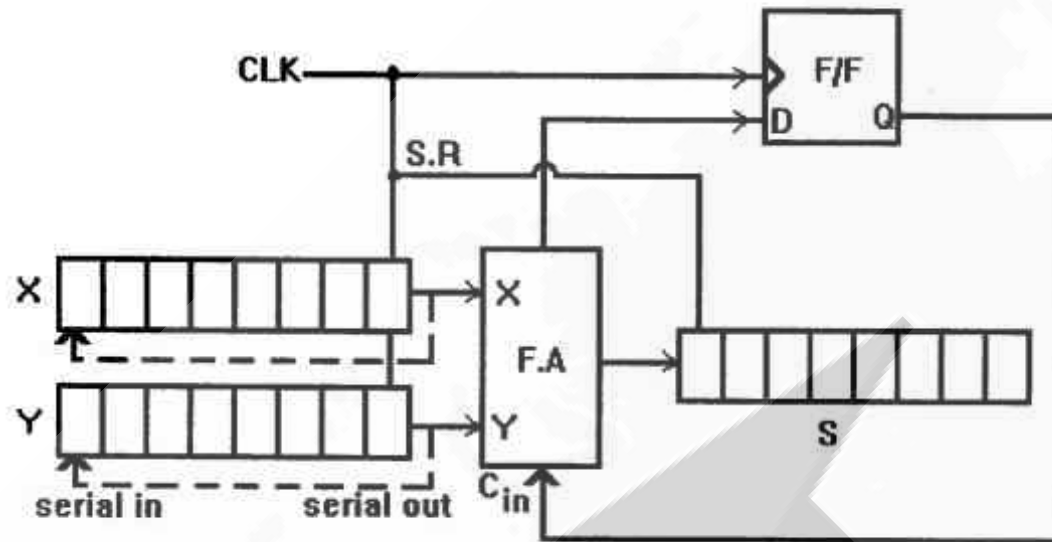 CLK
F/F
D
Q
S.R
X
X
F.A
Y
Y
S
serial in
serial out
Cin